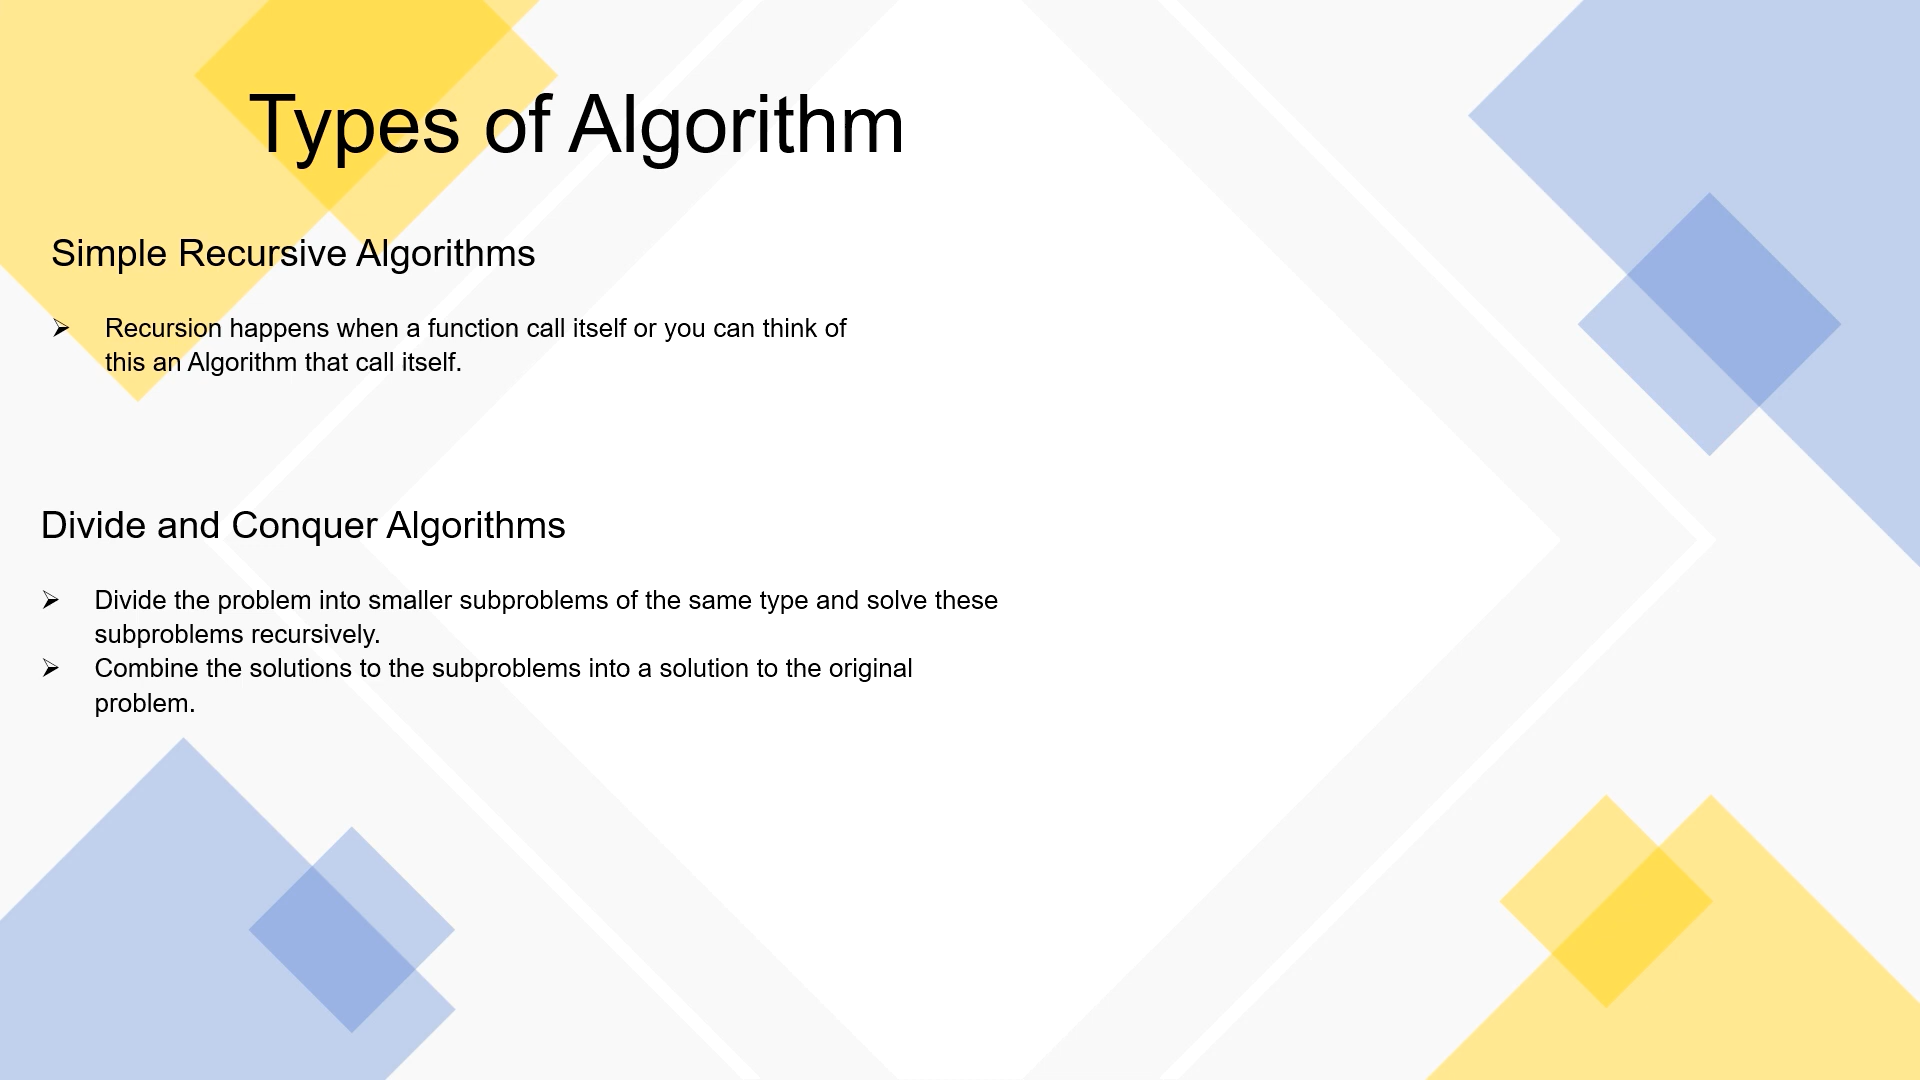 Types of Algorithm
Simple Recursive Algorithms
➢ Recursion happens when a function call itself or you can think of
this an Algorithm that call itself.
Divide and Conquer Algorithms
➢ Divide the problem into smaller subproblems of the same type and solve these
subproblems recursively.
➢ Combine the solutions to the subproblems into a solution to the original
problem.